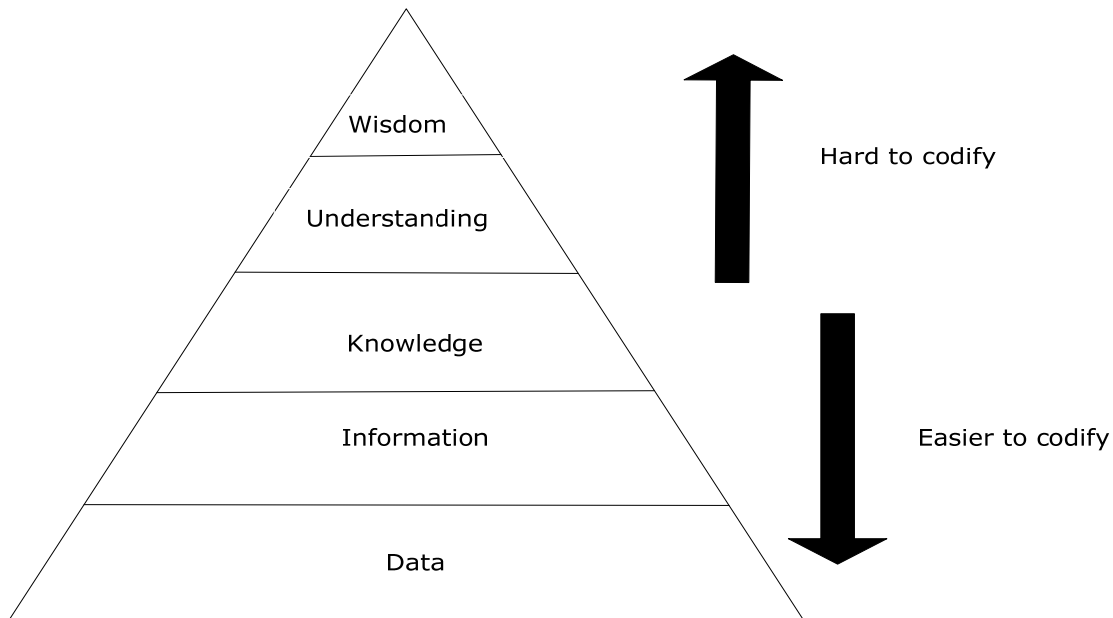 Wisdom
Hard to codify
Understanding
Knowledge
Information
Easier to codify
Data